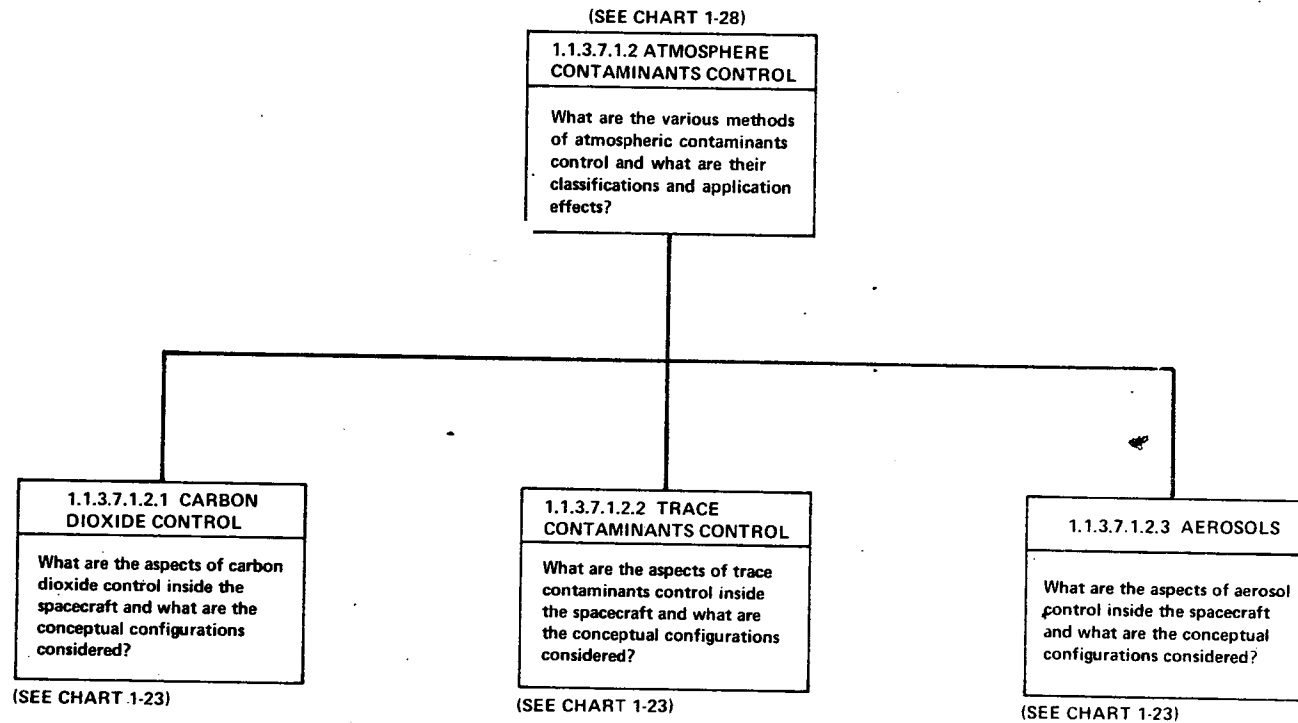 (SEE CHART 1-28)
1.1.3.7.1.2 ATMOSPHERE
CONTAMINANTS CONTROL
What are the various methods
of atmospheric contaminants
control and what are their
classifications and application
effects?
1.1.3.7.1.2.1 CARBON
DIOXIDE CONTROL
What are the aspects of carbon
dioxide control inside the
spacecraft and what are the
conceptual configurations
considered?
(SEE CHART 1-23)
1.1.3.7.1.2.2 TRACE
CONTAMINANTS CONTROL
What are the aspects of trace
contaminants control inside
the spacecraft and what are
the conceptual configurations
considered?
(SEE CHART 1-23)
1.1.3.7.1.2.3 AEROSOLS
What are the aspects of aerosol
control inside the spacecraft
and what are the conceptual
configurations considered?
(SEE CHART 1-23)